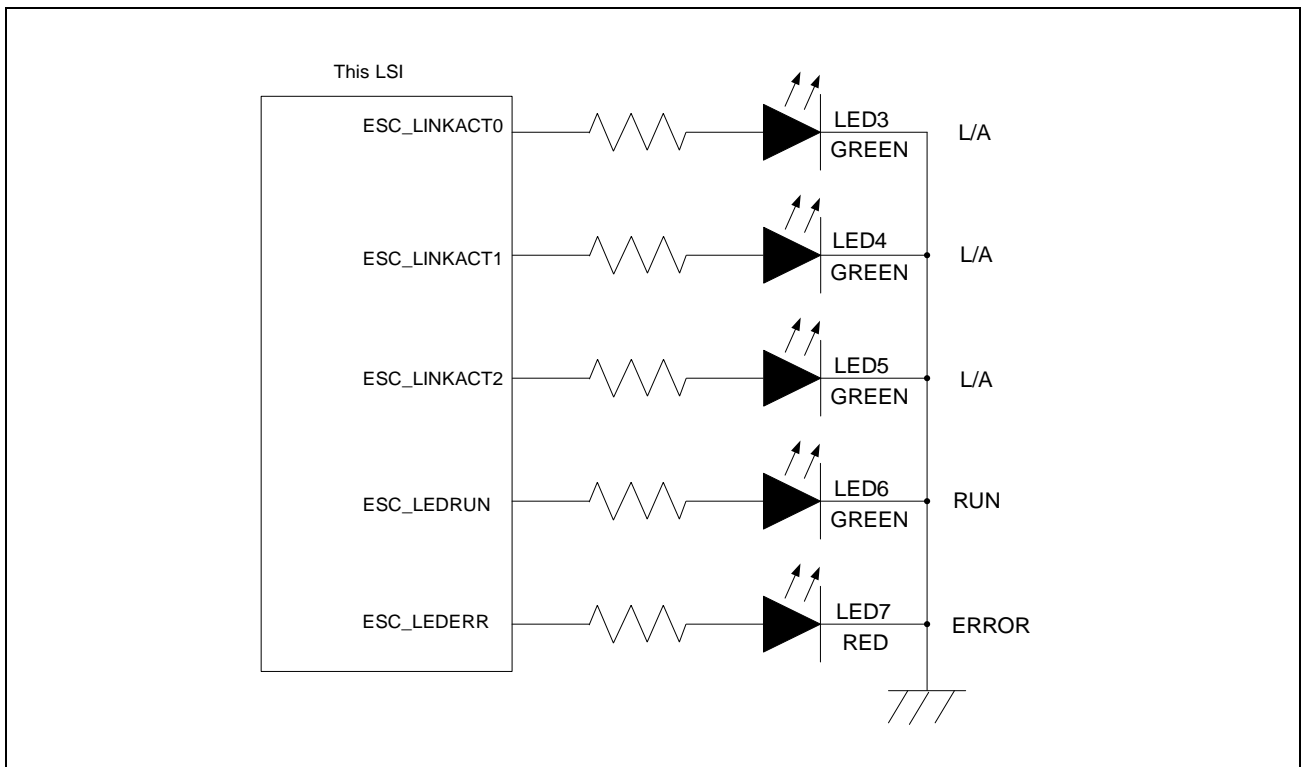 This LSI
ESC_LINKACT0
LED3
GREEN
L/A
ESC_LINKACT1
LED4
GREEN
L/A
ESC_LINKACT2
LED5
GREEN
L/A
ESC_LEDRUN
LED6
GREEN
RUN
ESC_LEDERR
LED7
RED
ERROR